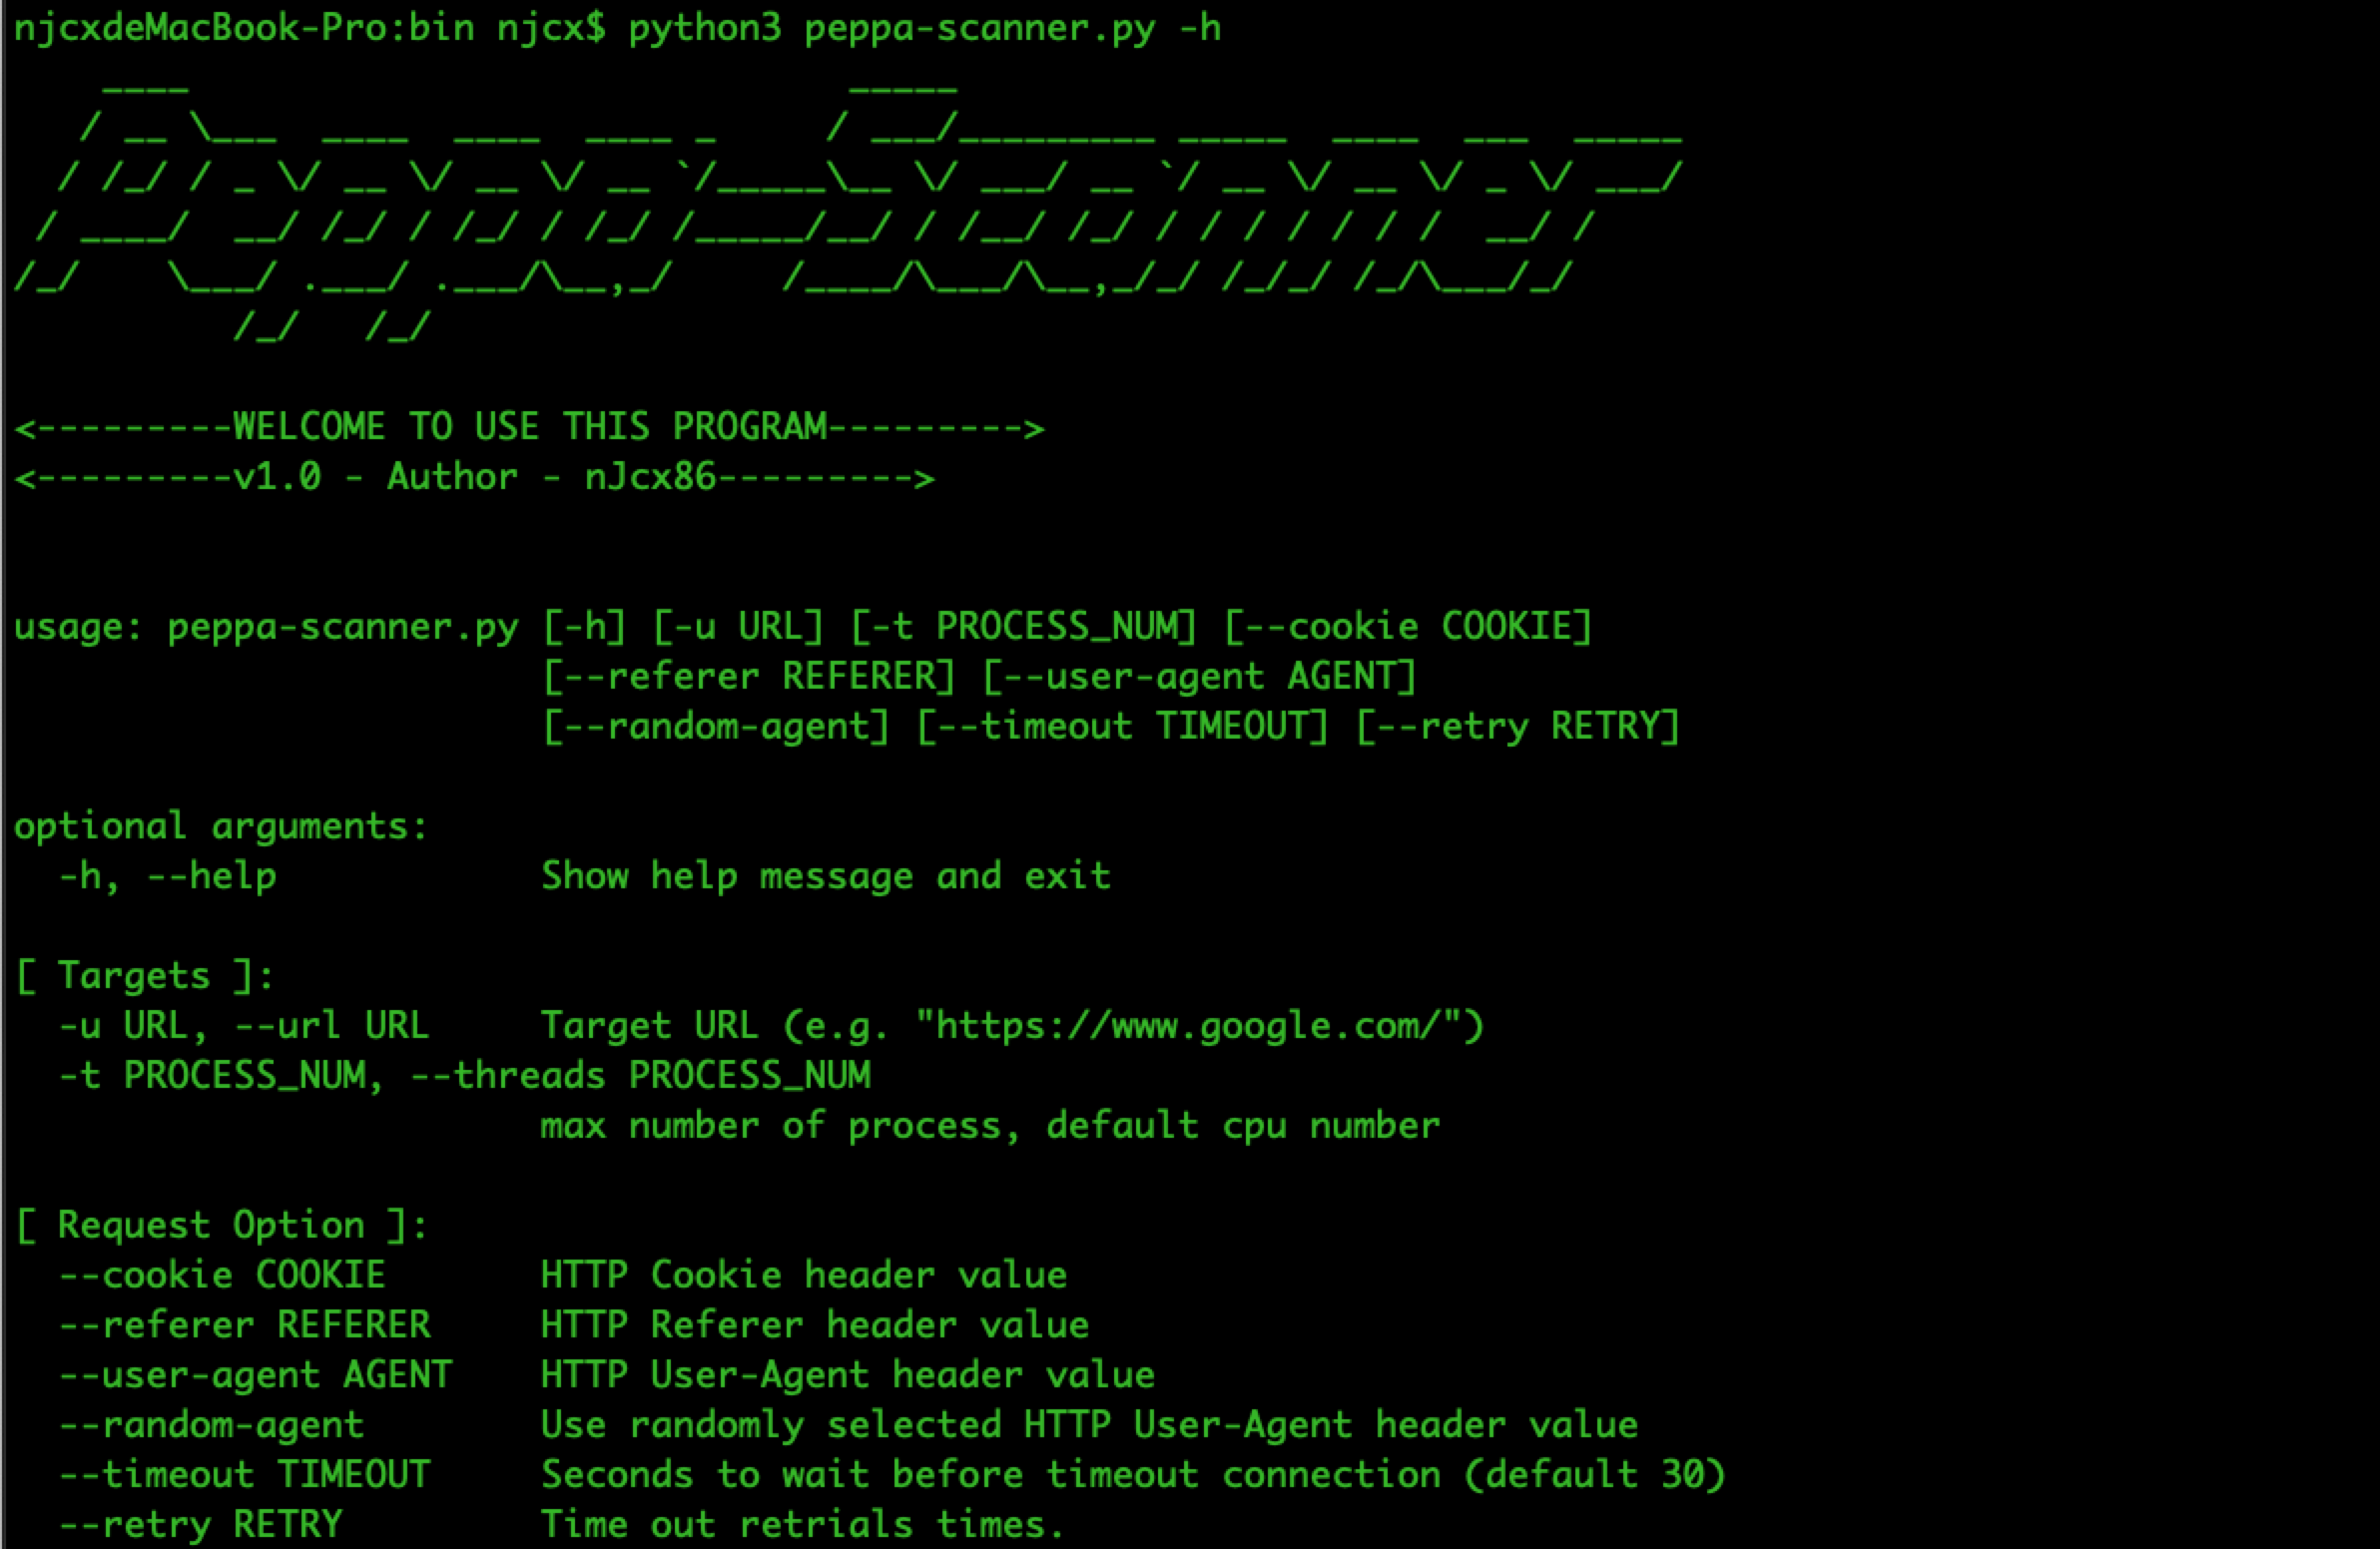 njcxdeMacBook-Pro:bin njcx$ python3 peppa-scanner.py -h
Peppa-Scanner
<---------WELCOME TO USE THIS PROGRAM--------->
<---------v1.0 - Author - nJcx86--------->
usage: peppa-scanner.py [-h] [-u URL] [-t PROCESS_NUM] [--cookie COOKIE]
[--referer REFERER] [--user-agent AGENT]
[--random-agent] [--timeout TIMEOUT] [--retry RETRY]
optional arguments:
-h, --help Show help message and exit
[ Targets ]:
-u URL, --url URL Target URL (e.g. "https://www.google.com/")
-t PROCESS_NUM, --threads PROCESS_NUM
max number of process, default cpu number
[ Request Option ]:
--cookie COOKIE HTTP Cookie header value
--referer REFERER HTTP Referer header value
--user-agent AGENT HTTP User-Agent header value
--random-agent Use randomly selected HTTP User-Agent header value
--timeout TIMEOUT Seconds to wait before timeout connection (default 30)
--retry RETRY Time out retrials times.